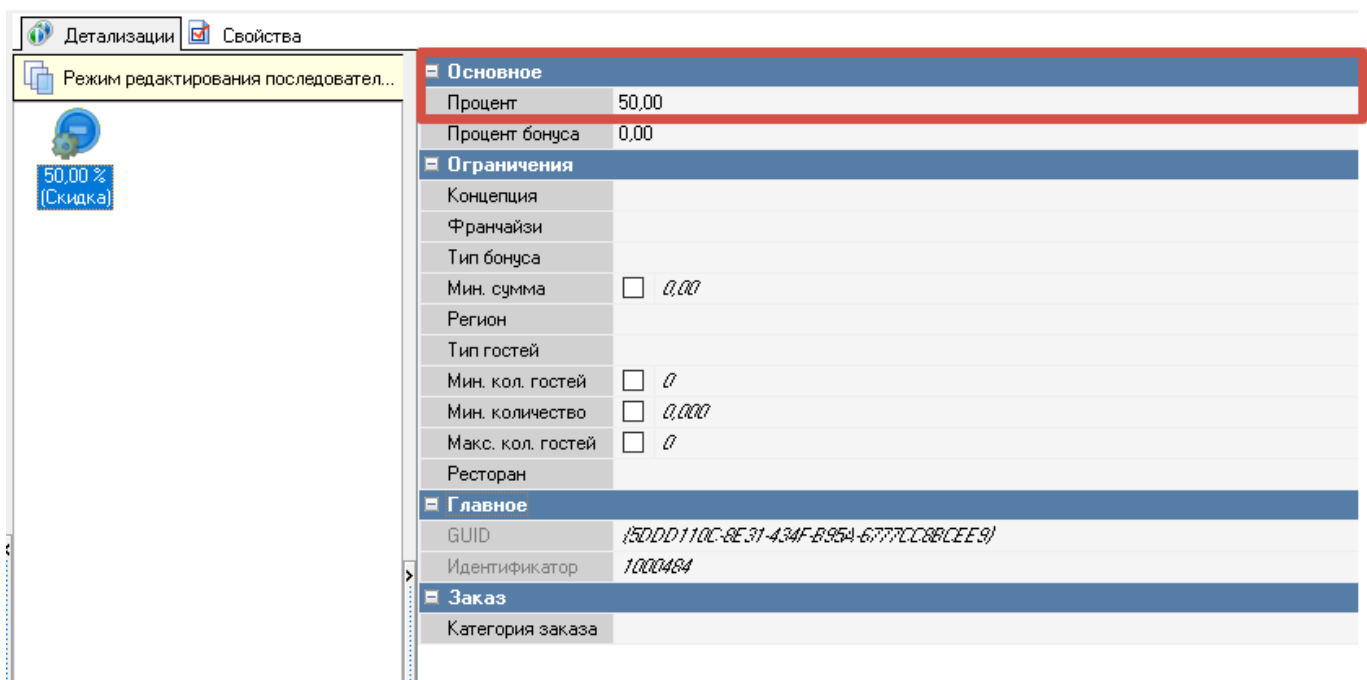 Детализации Свойства
Режим редактирования последовател...
50,00 %
(Скидка)
Основное
Процент 50,00
Процент бонуса 0,00
Ограничения
Концепция
Франчайзи
Тип бонуса
Мин. сумма 0,00
Регион
Тип гостей
Мин. кол. гостей 0
Мин. количество 0,000
Макс. кол. гостей 0
Ресторан
Главное
GUID {5DDD110C-8E31-434F-B95A-6777CC8BCEE9}
Идентификатор 1000484
Заказ
Категория заказа